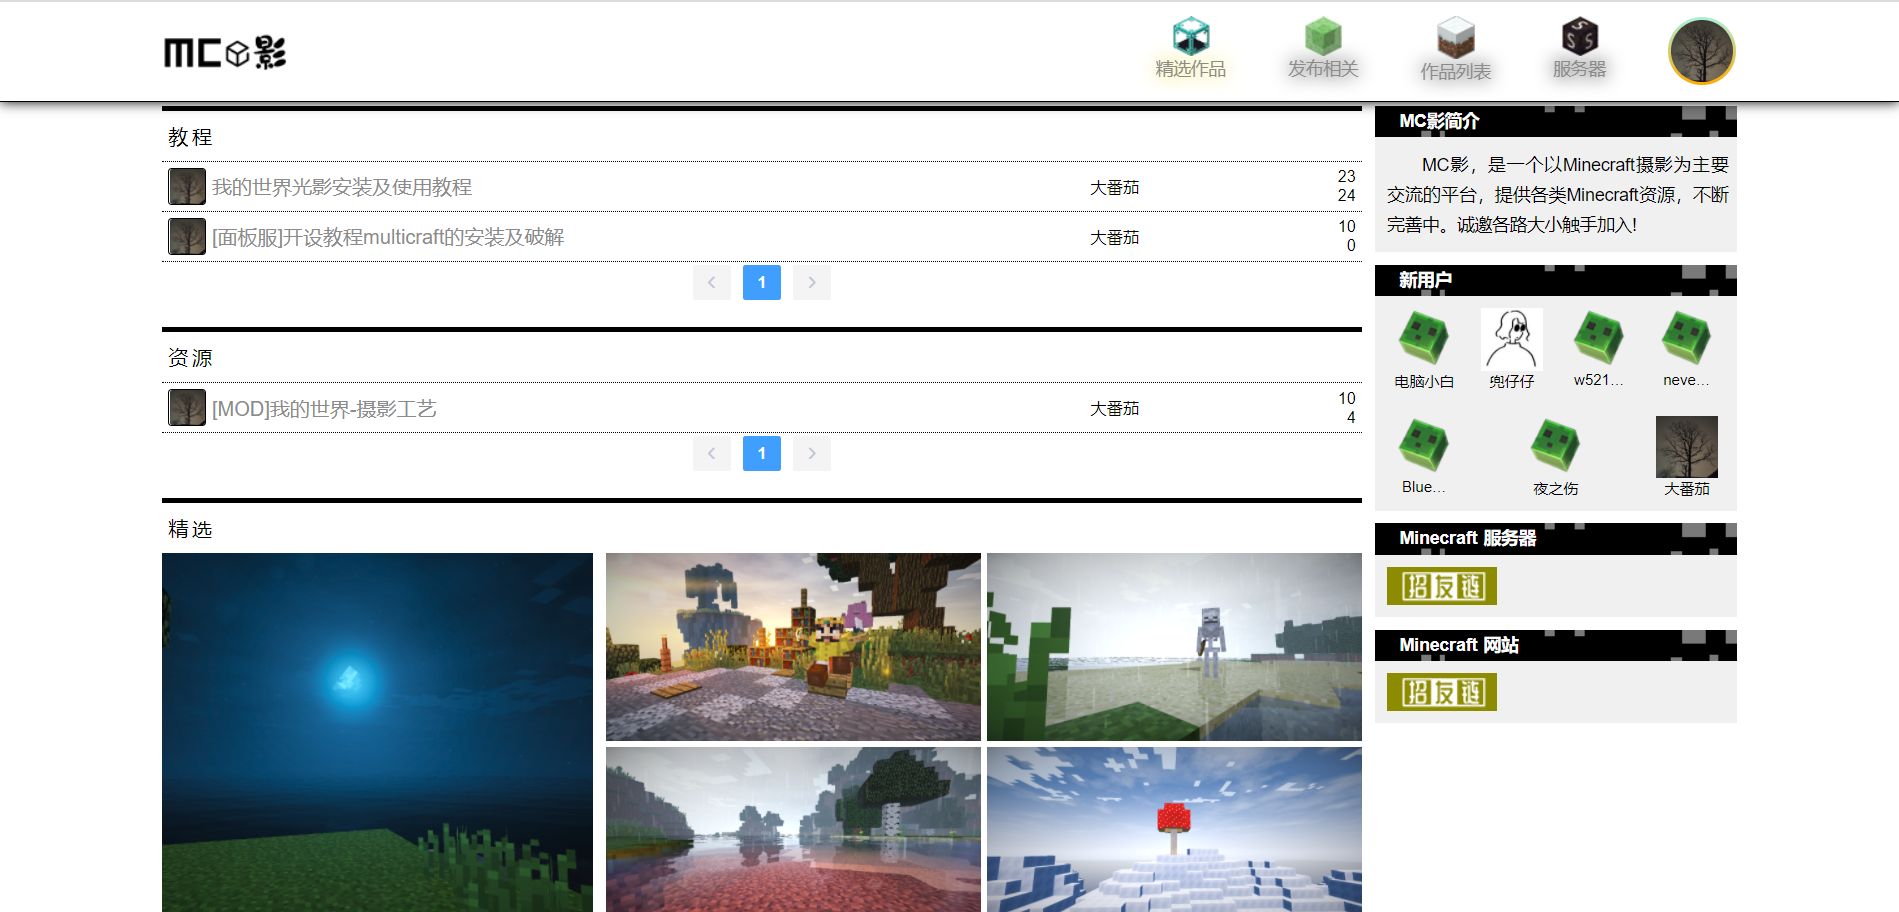 MC影
精选作品
发布相关
作品列表
服务器
教程
我的世界光影安装及使用教程
大番茄
23
24
[面板服]开设教程multicraft的安装及破解
大番茄
10
0
1
资源
[MOD]我的世界-摄影工艺
大番茄
10
4
1
精选
MC影简介
MC影，是一个以Minecraft摄影为主要
交流的平台，提供各类Minecraft资源，不断
完善中。诚邀各路大小触手加入！
新用户
电脑小白
兜仔仔
w521...
neve...
Blue...
夜之伤
大番茄
Minecraft 服务器
招友链
Minecraft 网站
招友链